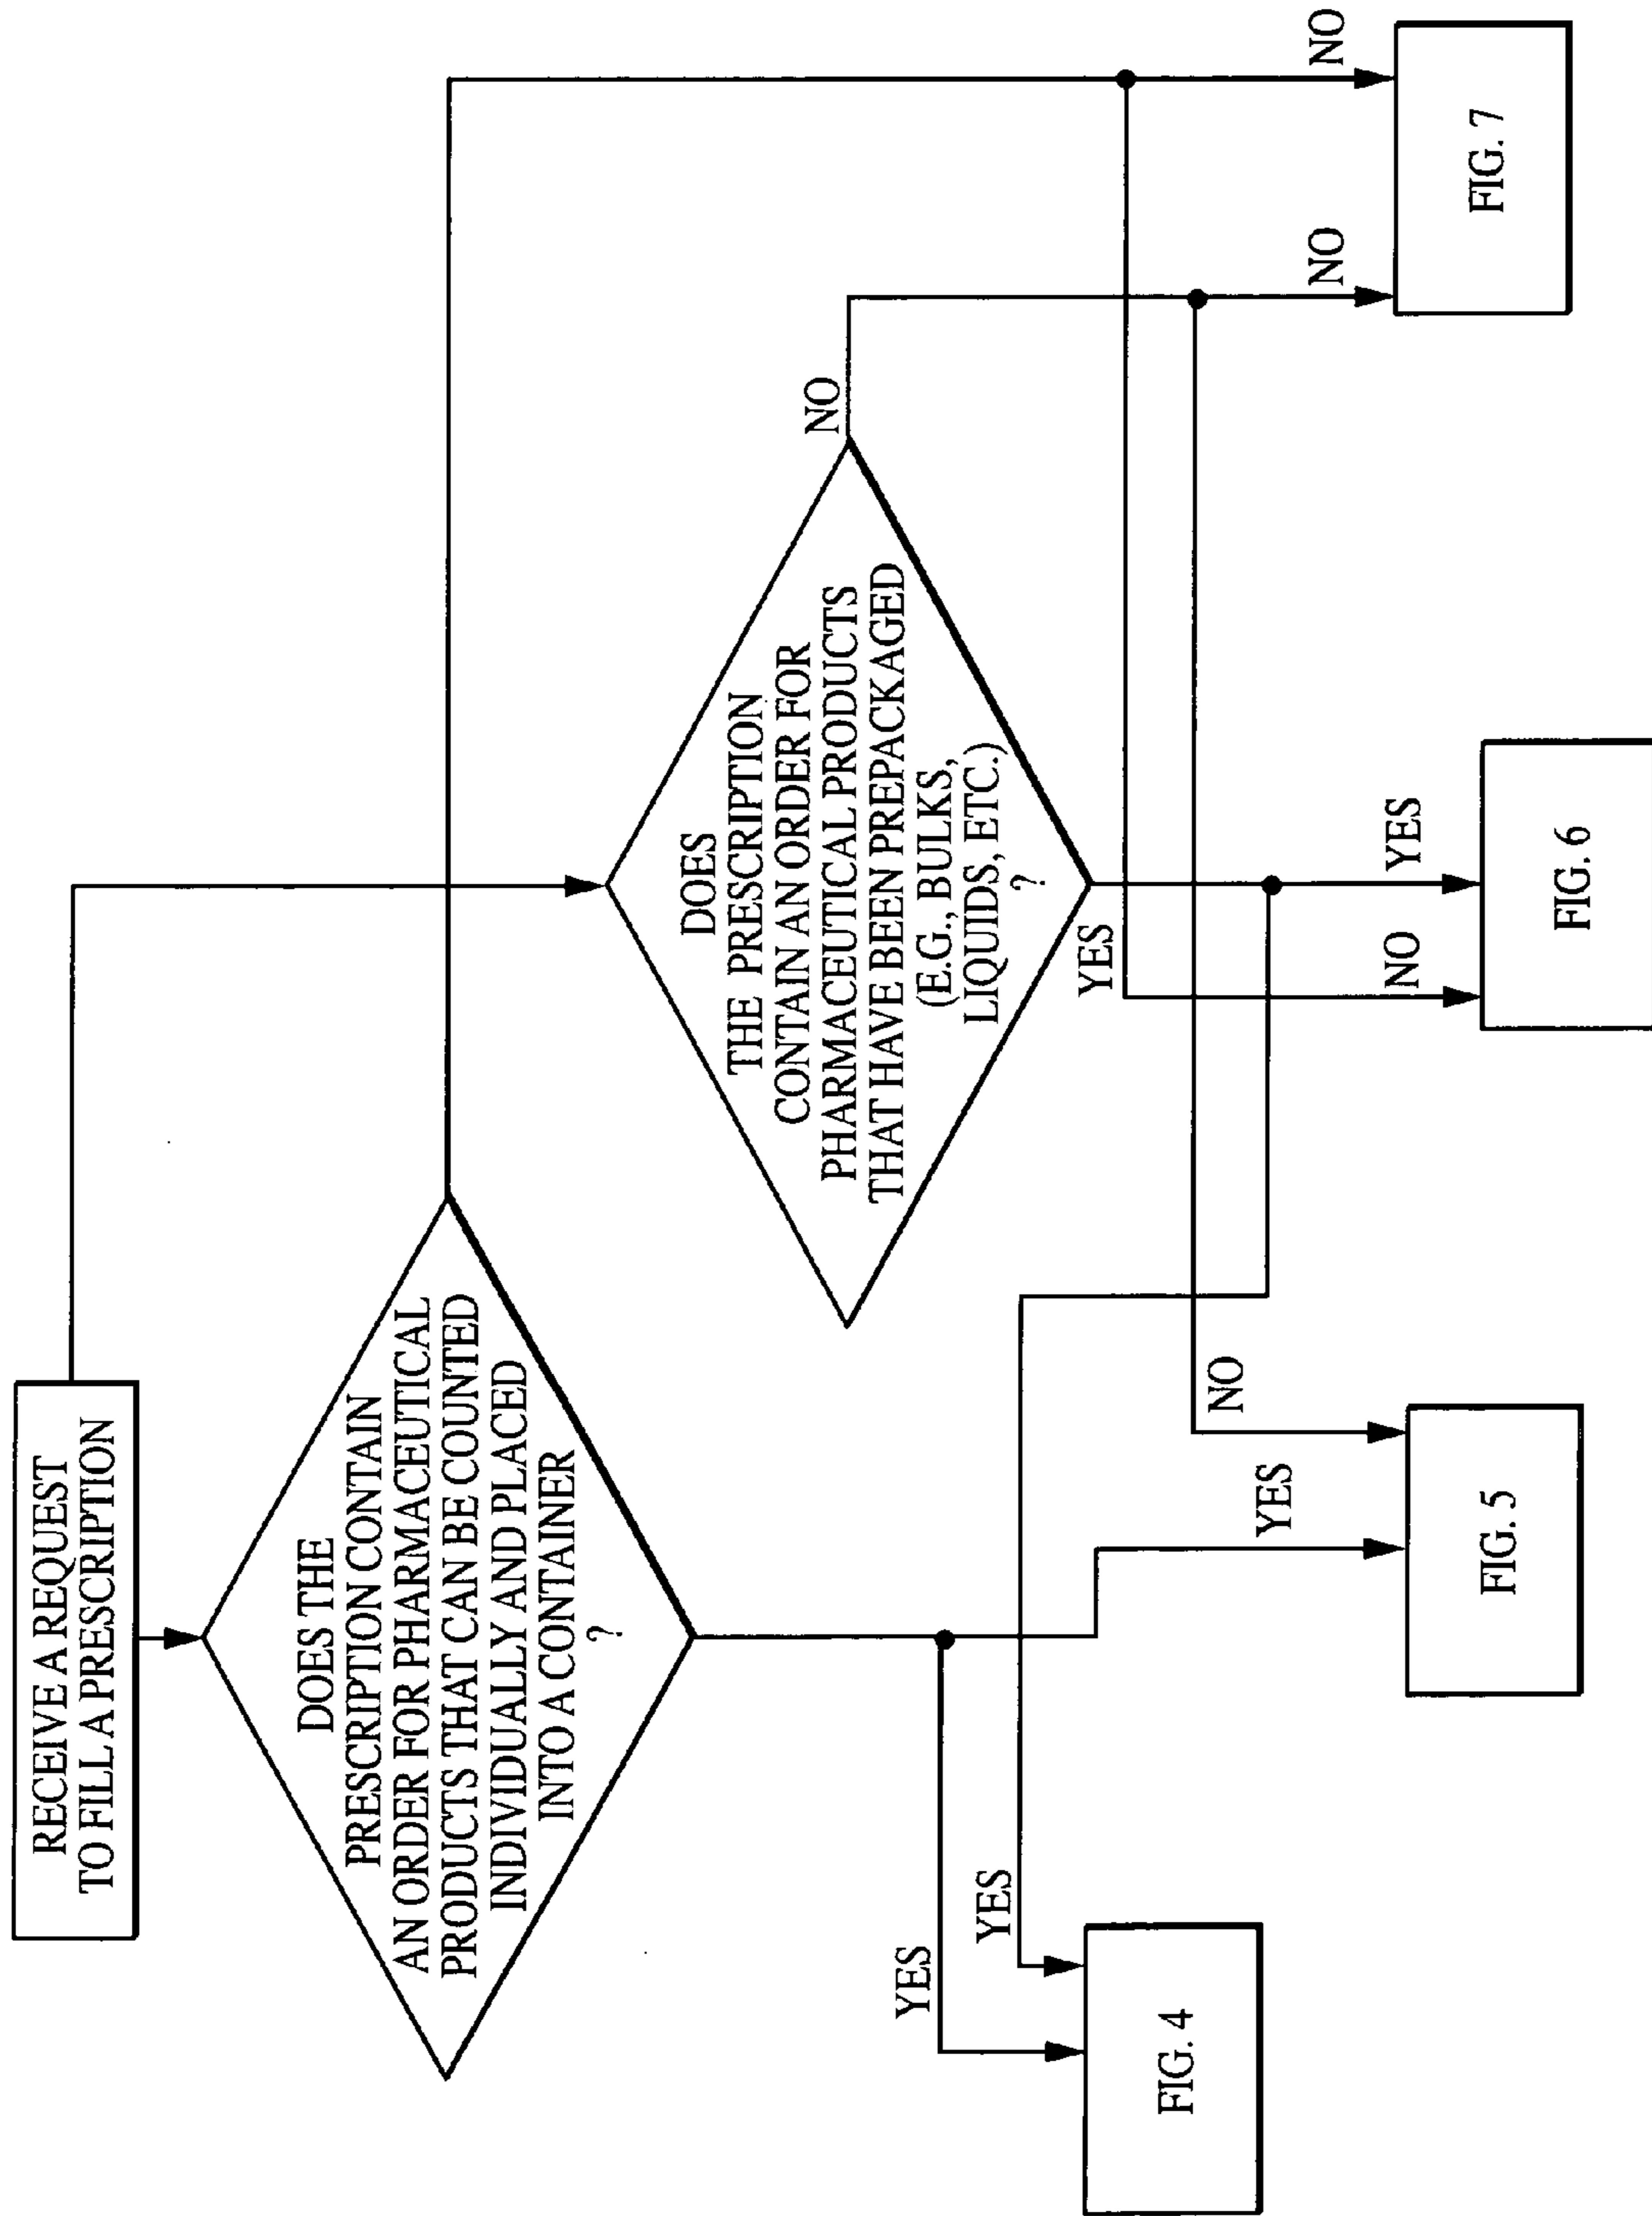 RECEIVE A REQUEST
TO FILL A PRESCRIPTION
DOES THE
PRESCRIPTION CONTAIN
AN ORDER FOR PHARMACEUTICAL
PRODUCTS THAT CAN BE COUNTED
INDIVIDUALLY AND PLACED
INTO A CONTAINER
?
DOES
THE PRESCRIPTION
CONTAIN AN ORDER FOR
PHARMACEUTICAL PRODUCTS
THAT HAVE BEEN PREPACKAGED
(E.G., BULKS,
LIQUIDS, ETC.)
?
NO
YES
YES
YES
FIG. 4
YES
NO
FIG. 5
NO
YES
FIG. 6
NO
NO
FIG. 7